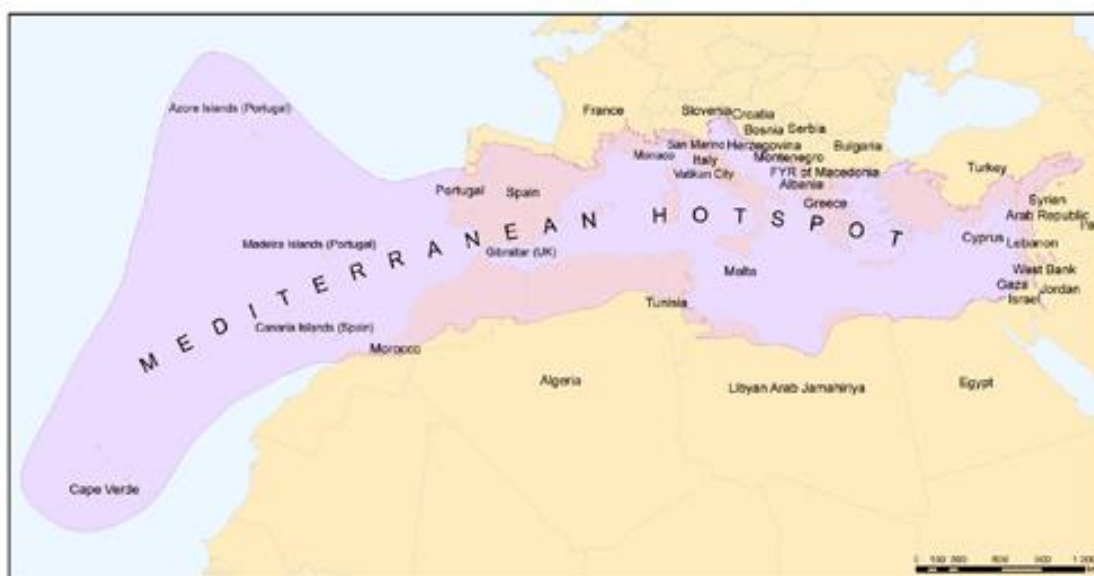 Azore Islands (Portugal)
France
Slovenia
Croatia
Bosnia
Serbia
San Marino
Herzegovina
Bulgaria
Monaco
Italy
Montenegro
Vatikan City
FYR of Macedonia
Turkey
Albania
Portugal
Spain
Greece
Syrian
Arab Republic
MEDITERRANEAN HOTSPOT
Madeira Islands (Portugal)
Gibraltar (UK)
Cyprus
Lebanon
Malta
West Bank
Gaza
Jordan
Israel
Tunisia
Canaria Islands (Spain)
Morocco
Algeria
Libyan Arab Jamahiriya
Egypt
Cape Verde